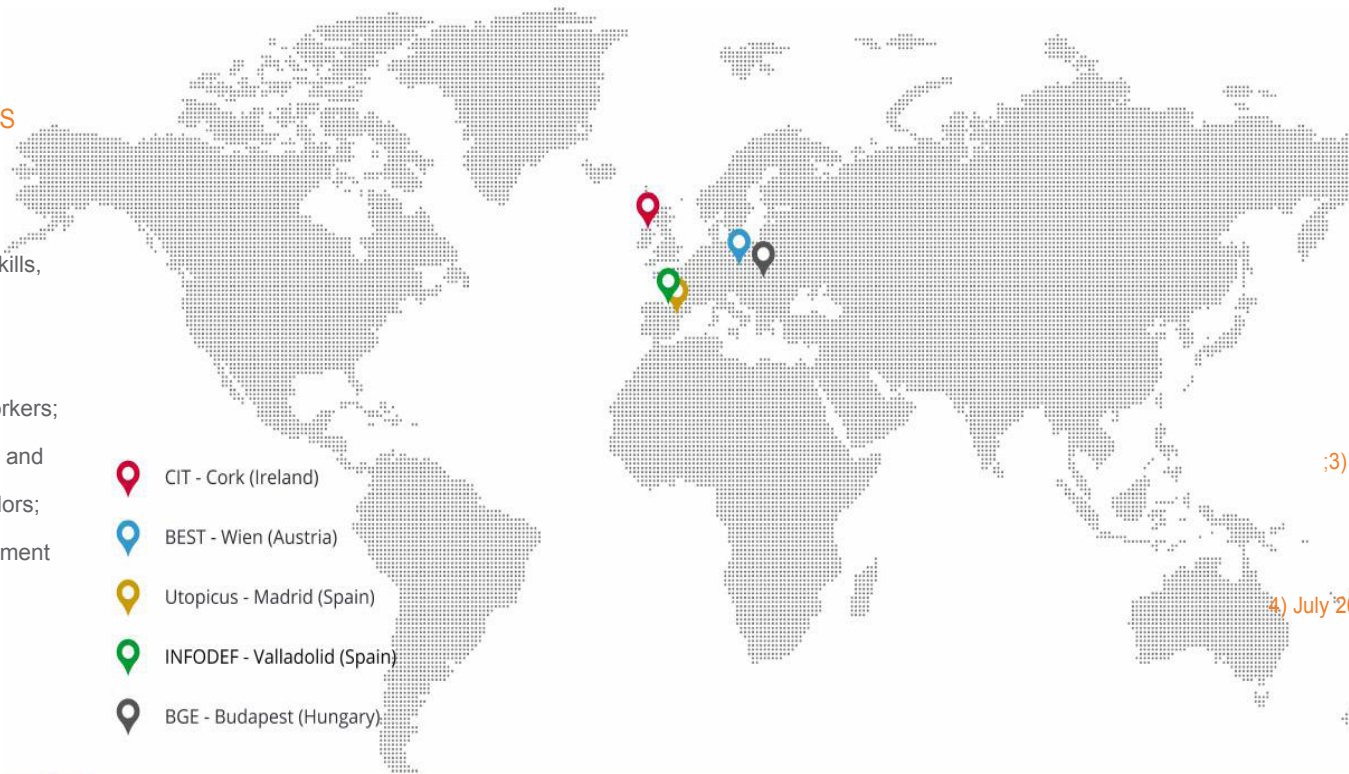 S
kills,
orkers;
and
lors;
ment
CIT - Cork (Ireland)
BEST - Wien (Austria)
Utopicus - Madrid (Spain)
INFODEF - Valladolid (Spain)
BGE - Budapest (Hungary)
;3)
4) July 20